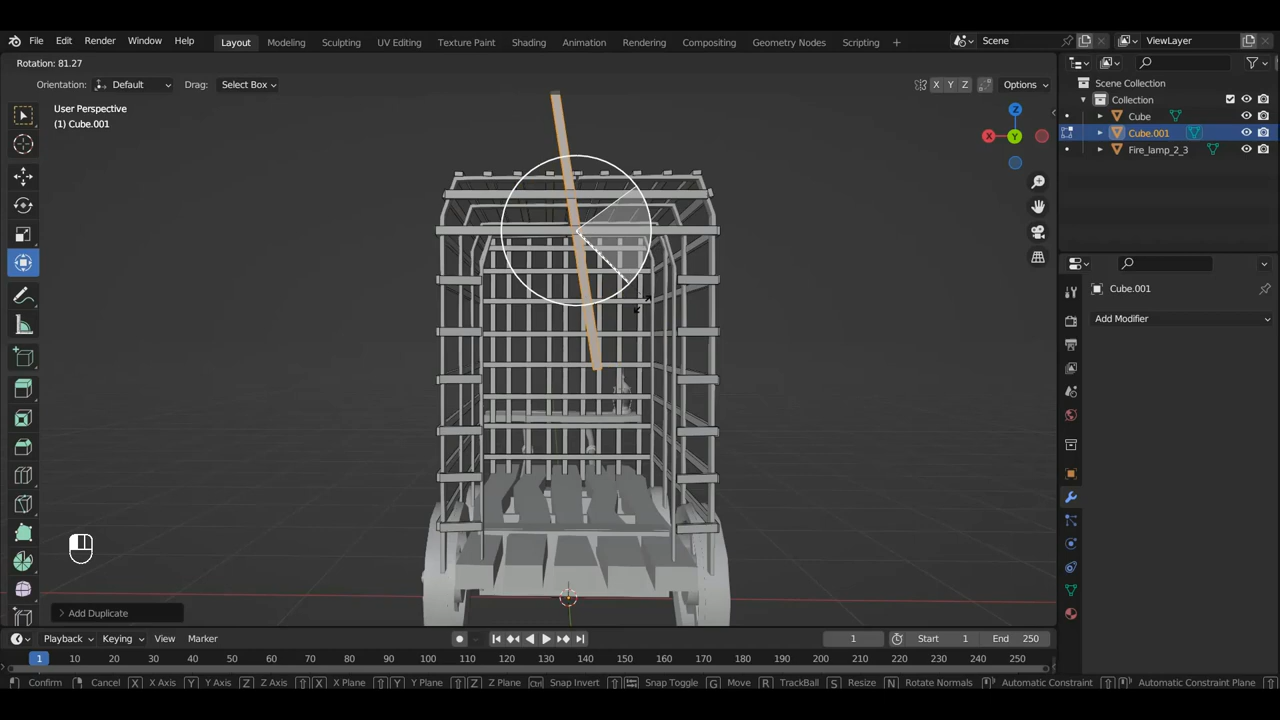 File Edit Render Window Help Layout Modeling Sculpting UV Editing Texture Paint Shading Animation Rendering Compositing Geometry Nodes Scripting + Scene ViewLayer
Rotation: 81.27
Orientation: Default Drag: Select Box X Y Z Options
User Perspective
(1) Cube.001
Z
X Y
Scene Collection
Collection
Cube
Cube.001
Fire_lamp_2_3
Cube.001
Add Modifier
> Add Duplicate
Playback Keying View Marker 1 Start 1 End 250
1 10 20 30 40 50 60 70 80 90 100 110 120 130 140 150 160 170 180 190 200 210 220 230 240 250
Confirm Cancel X X Axis Y Y Axis Z Z Axis X X Plane Y Y Plane Z Z Plane Ctrl Snap Invert Snap Toggle G Move R TrackBall S Resize N Rotate Normals Automatic Constraint Automatic Constraint Plane